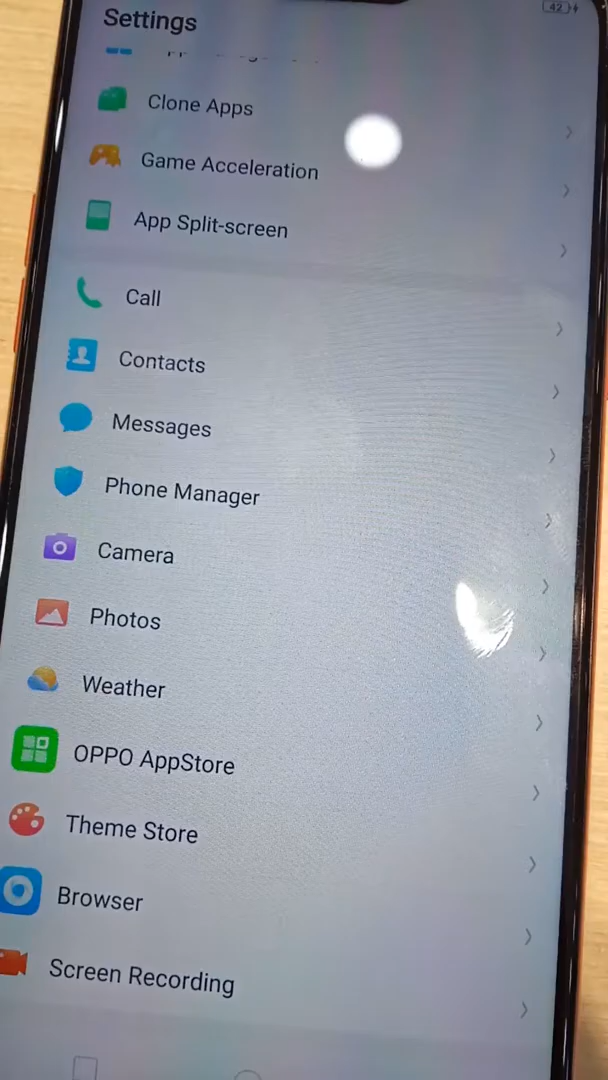 42
Settings
Clone Apps
Game Acceleration
App Split-screen
Call
Contacts
Messages
Phone Manager
Camera
Photos
Weather
OPPO AppStore
Theme Store
Browser
Screen Recording